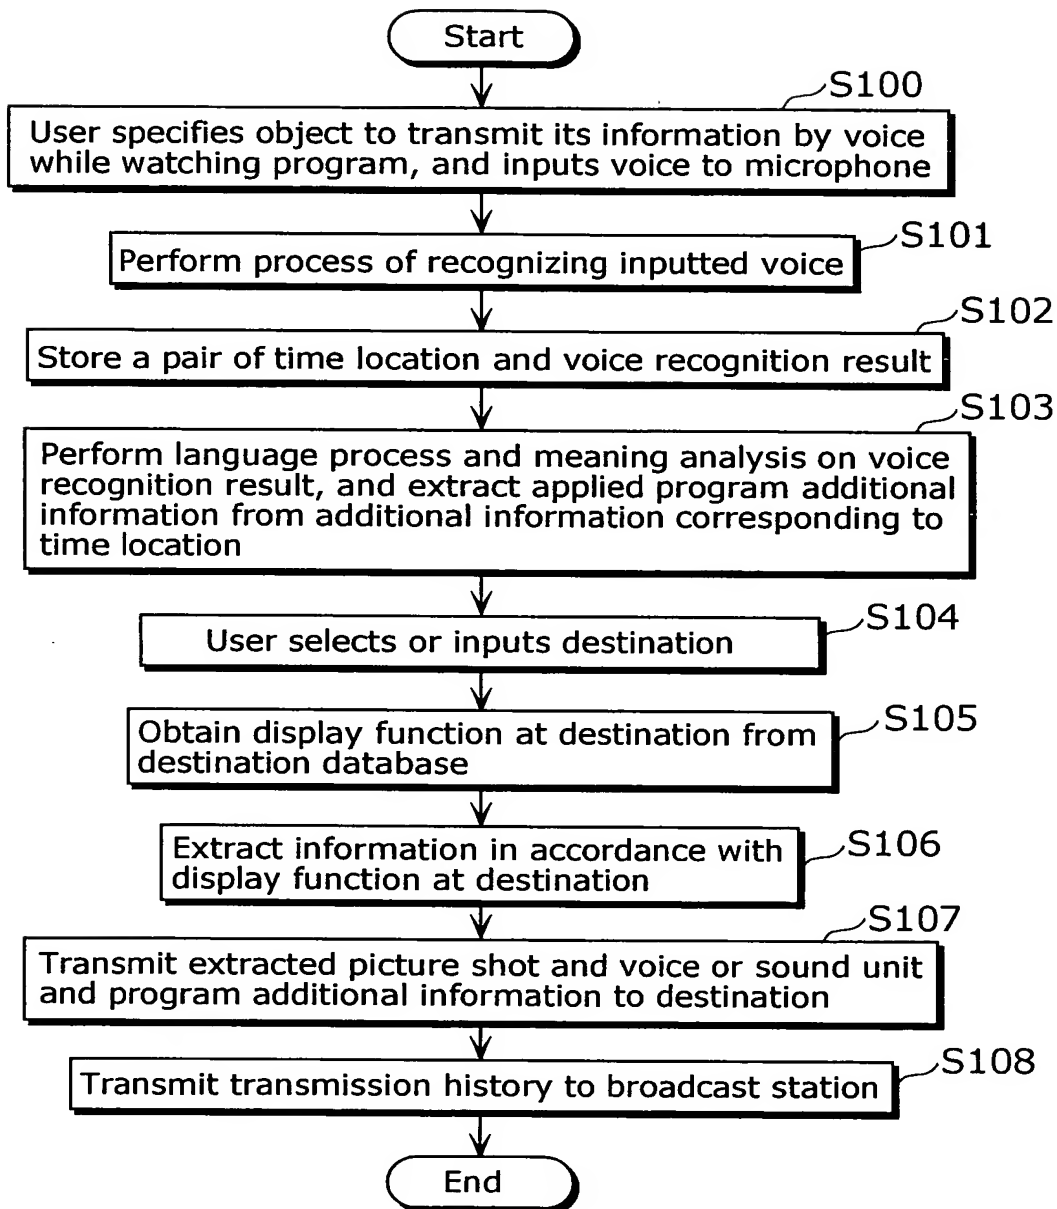 Start
S100
User specifies object to transmit its information by voice
while watching program, and inputs voice to microphone
S101
Perform process of recognizing inputted voice
S102
Store a pair of time location and voice recognition result
S103
Perform language process and meaning analysis on voice
recognition result, and extract applied program additional
information from additional information corresponding to
time location
S104
User selects or inputs destination
S105
Obtain display function at destination from
destination database
S106
Extract information in accordance with
display function at destination
S107
Transmit extracted picture shot and voice or sound unit
and program additional information to destination
S108
Transmit transmission history to broadcast station
End